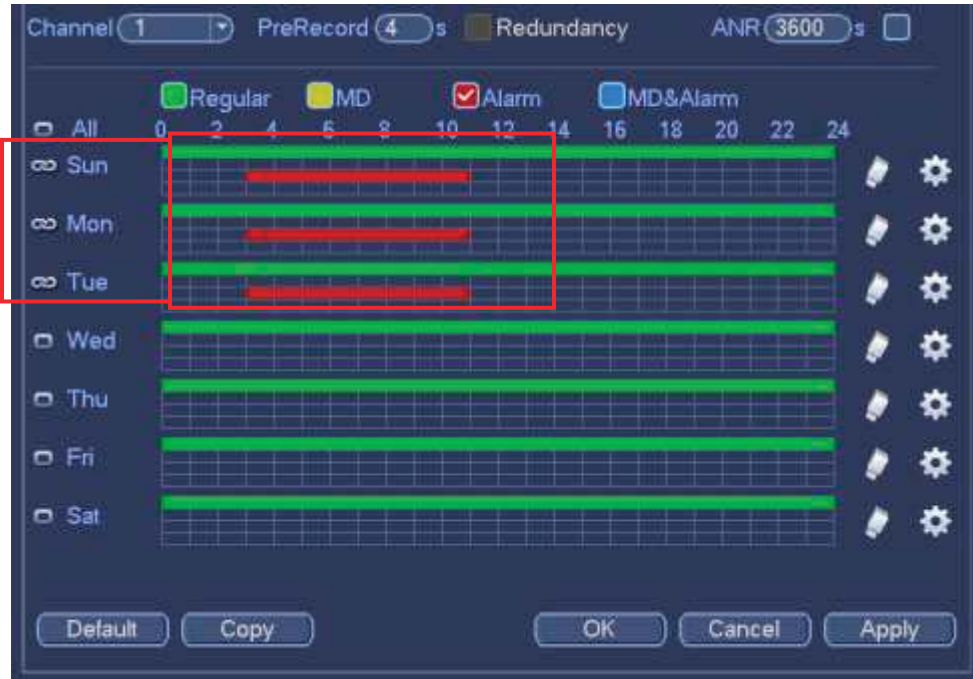 Channel 1 PreRecord 4 s Redundancy ANR 3600 s
Regular MD Alarm MD&Alarm
All 0 2 4 6 8 10 12 14 16 18 20 22 24
Sun
Mon
Tue
Wed
Thu
Fri
Sat
Default Copy OK Cancel Apply